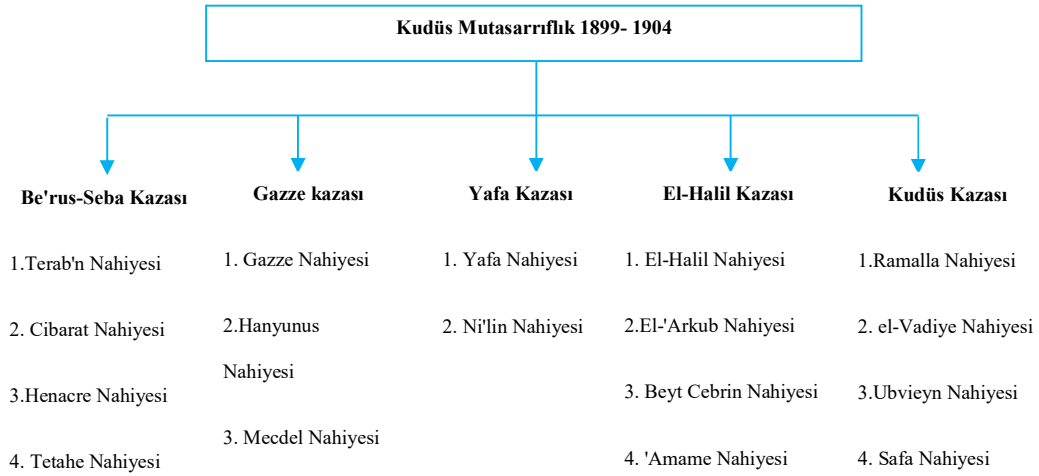 Kudüs Mutasarrıflık 1899- 1904
Be'rus-Seba Kazası
1.Terab'n Nahiyesi
2. Cibarat Nahiyesi
3.Henacre Nahiyesi
4. Tetahe Nahiyesi
Gazze kazası
1. Gazze Nahiyesi
2.Hanyunus
Nahiyesi
3. Mecdel Nahiyesi
Yafa Kazası
1. Yafa Nahiyesi
2. Ni'lin Nahiyesi
El-Halil Kazası
1. El-Halil Nahiyesi
2.El-'Arkub Nahiyesi
3. Beyt Cebrin Nahiyesi
4. 'Amame Nahiyesi
Kudüs Kazası
1.Ramalla Nahiyesi
2. el-Vadiye Nahiyesi
3.Ubvieyn Nahiyesi
4. Safa Nahiyesi